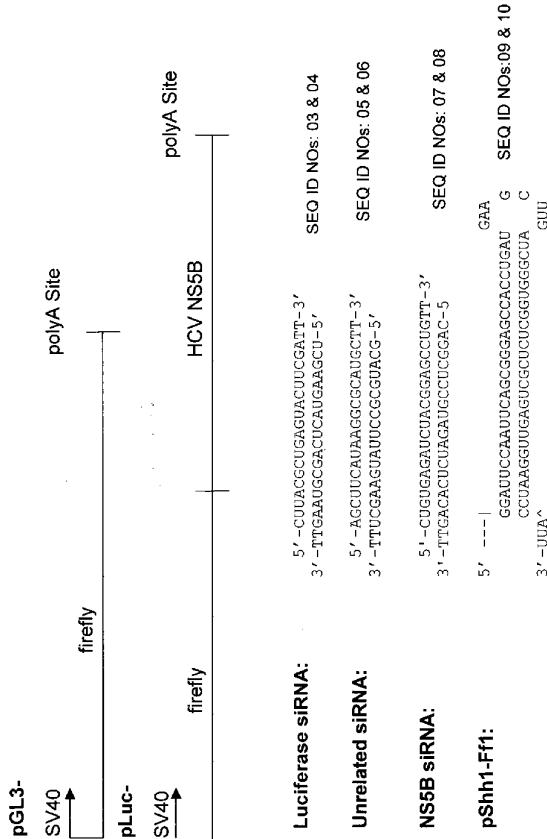 pGL3-
SV40
firefly
polyA Site
pLuc-
SV40
firefly
HCV NS5B
polyA Site
Luciferase siRNA:
5'-CUUACGCUGAGUACUUCGATT-3'
3'-TTGAAUGCGACUCAUGAAGCU-5'
SEQ ID NOs: 03 & 04
Unrelated siRNA:
5'-AGCUUCAUAAGGCGCAUGCTT-3'
3'-TTUCGAAGUAUUCCGCGUACG-5'
SEQ ID NOs: 05 & 06
NS5B siRNA:
5'-CUGUGAGAUCUACGGAGCCUGTT-3'
3'-TTGACACUCUAGAUGCCUCGGAC-5
SEQ ID NOs: 07 & 08
pShh1-Ff1:
5' ---| GAA
GGAUUCCAAUUCAGCGGGAGCCACCUGAU G
CCUAAGGUUGAGUCGCUCUCGGUGGGCUA C
3'-UUA^ GUU
SEQ ID NOs:09 & 10